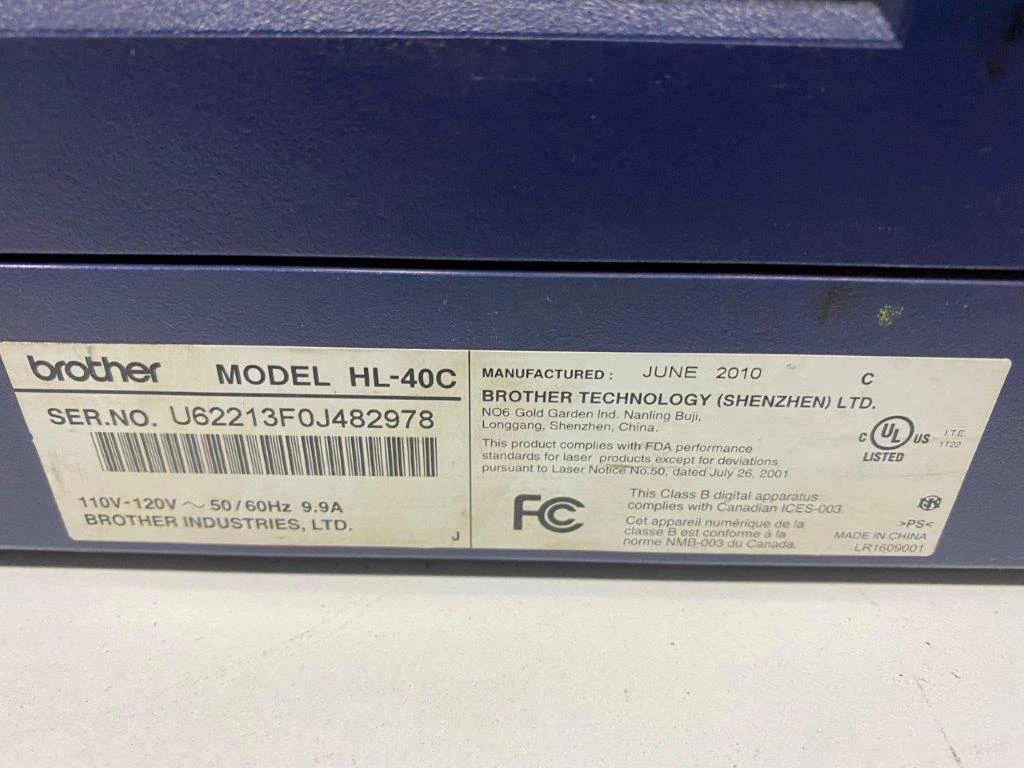 brother MODEL HL-40C
SER.NO. U62213F0J482978
110V-120V ～ 50/60Hz 9.9A
BROTHER INDUSTRIES, LTD.
J
MANUFACTURED : JUNE 2010
C
BROTHER TECHNOLOGY (SHENZHEN) LTD.
NO6 Gold Garden Ind. Nanling Buji,
Longgang, Shenzhen, China.
This product complies with FDA performance
standards for laser products except for deviations
pursuant to Laser Notice No.50, dated July 26, 2001
C UL US
LISTED
I.T.E.
1T22
FC
This Class B digital apparatus
complies with Canadian ICES-003.
Cet appareil numérique de la
classe B est conforme à la
norme NMB-003 du Canada.
>PS<
MADE IN CHINA
LR1609001